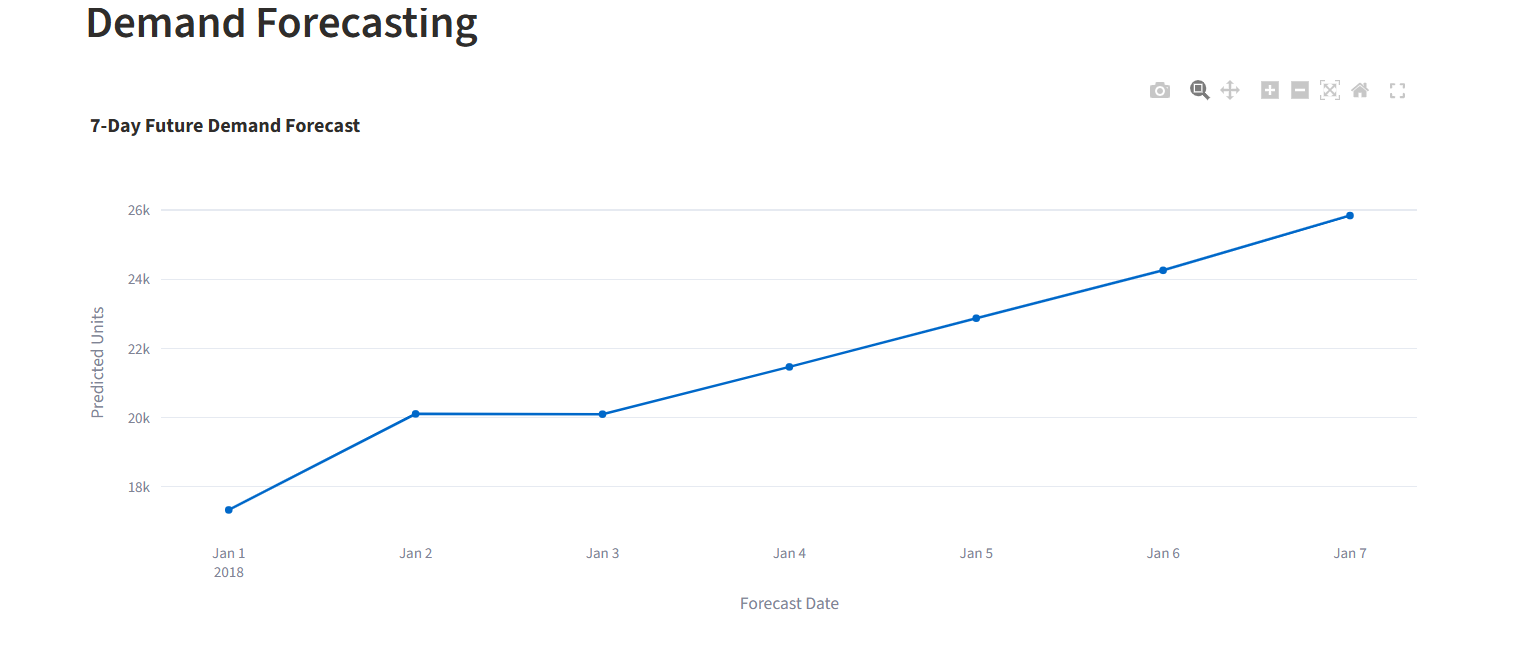 Demand Forecasting
7-Day Future Demand Forecast
26k
24k
22k
20k
18k
Predicted Units
Jan 1 Jan 2 Jan 3 Jan 4 Jan 5 Jan 6 Jan 7
2018
Forecast Date